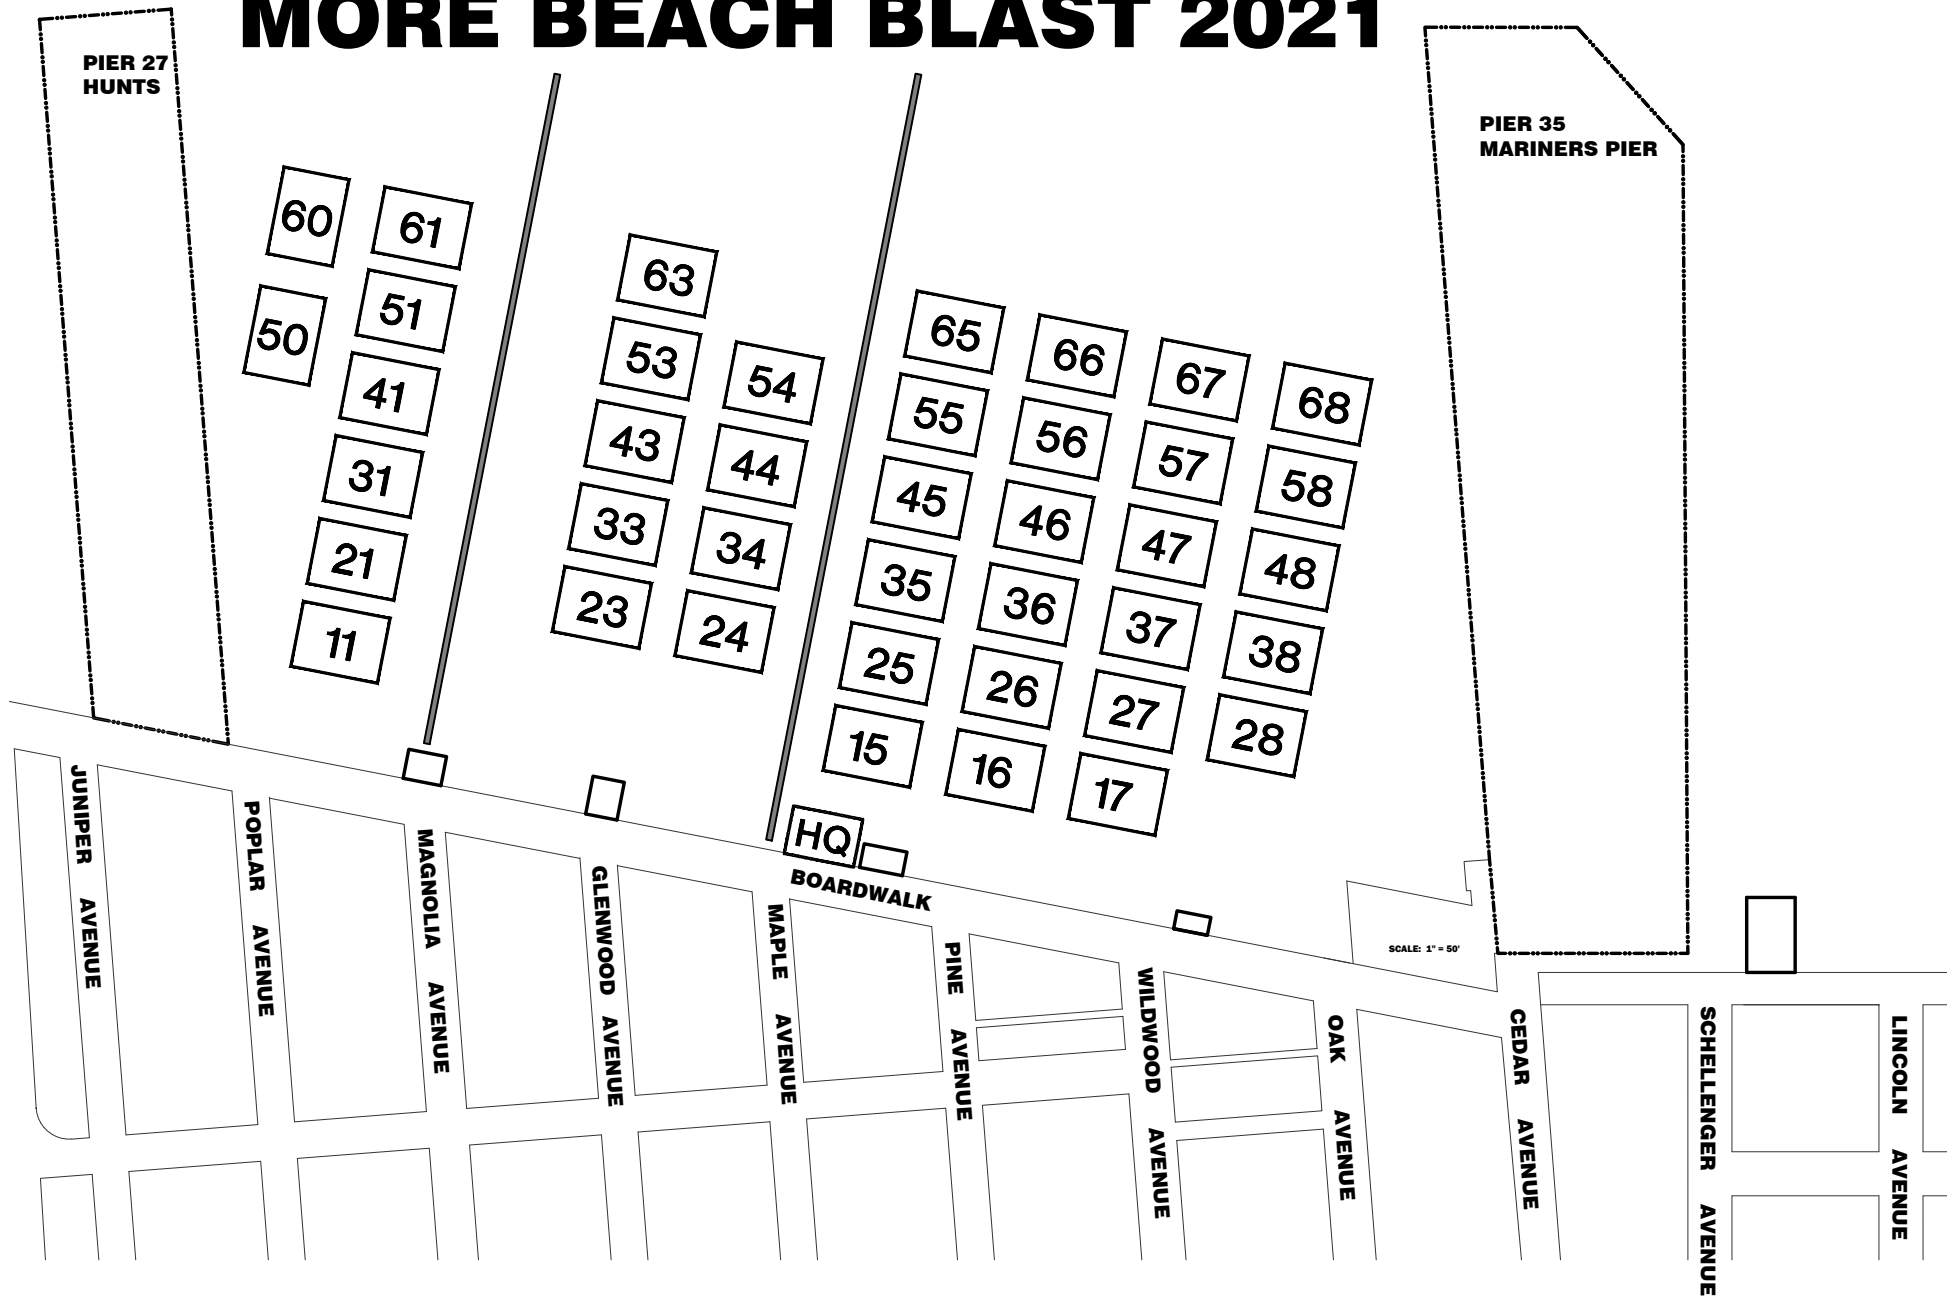 MORE BEACH BLAST 2021
PIER 27
HUNTS
PIER 35
MARINERS PIER
60
61
50
51
41
31
21
11
63
53
54
43
44
33
34
23
24
65
66
67
68
55
56
57
58
45
46
47
48
35
36
37
38
25
26
27
28
15
16
17
HQ
BOARDWALK
SCALE: 1" = 50'
JUNIPER AVENUE
POPLAR AVENUE
MAGNOLIA AVENUE
GLENWOOD AVENUE
MAPLE AVENUE
PINE AVENUE
WILDWOOD AVENUE
OAK AVENUE
CEDAR AVENUE
SCHELLENGER AVENUE
LINCOLN AVENUE